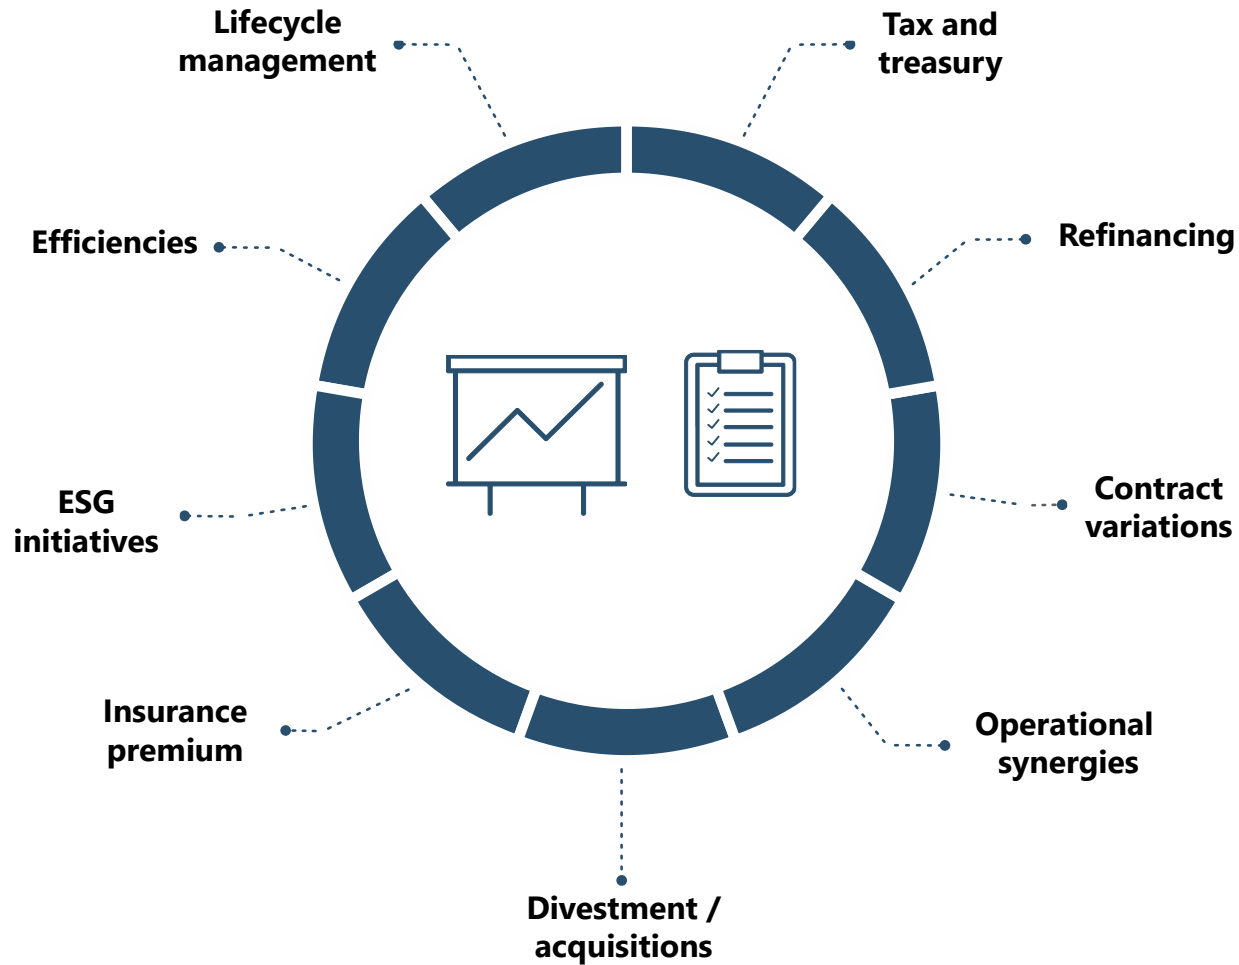 Lifecycle
management
Tax and
treasury
Efficiencies
Refinancing
ESG
initiatives
Contract
variations
Insurance
premium
Operational
synergies
Divestment /
acquisitions